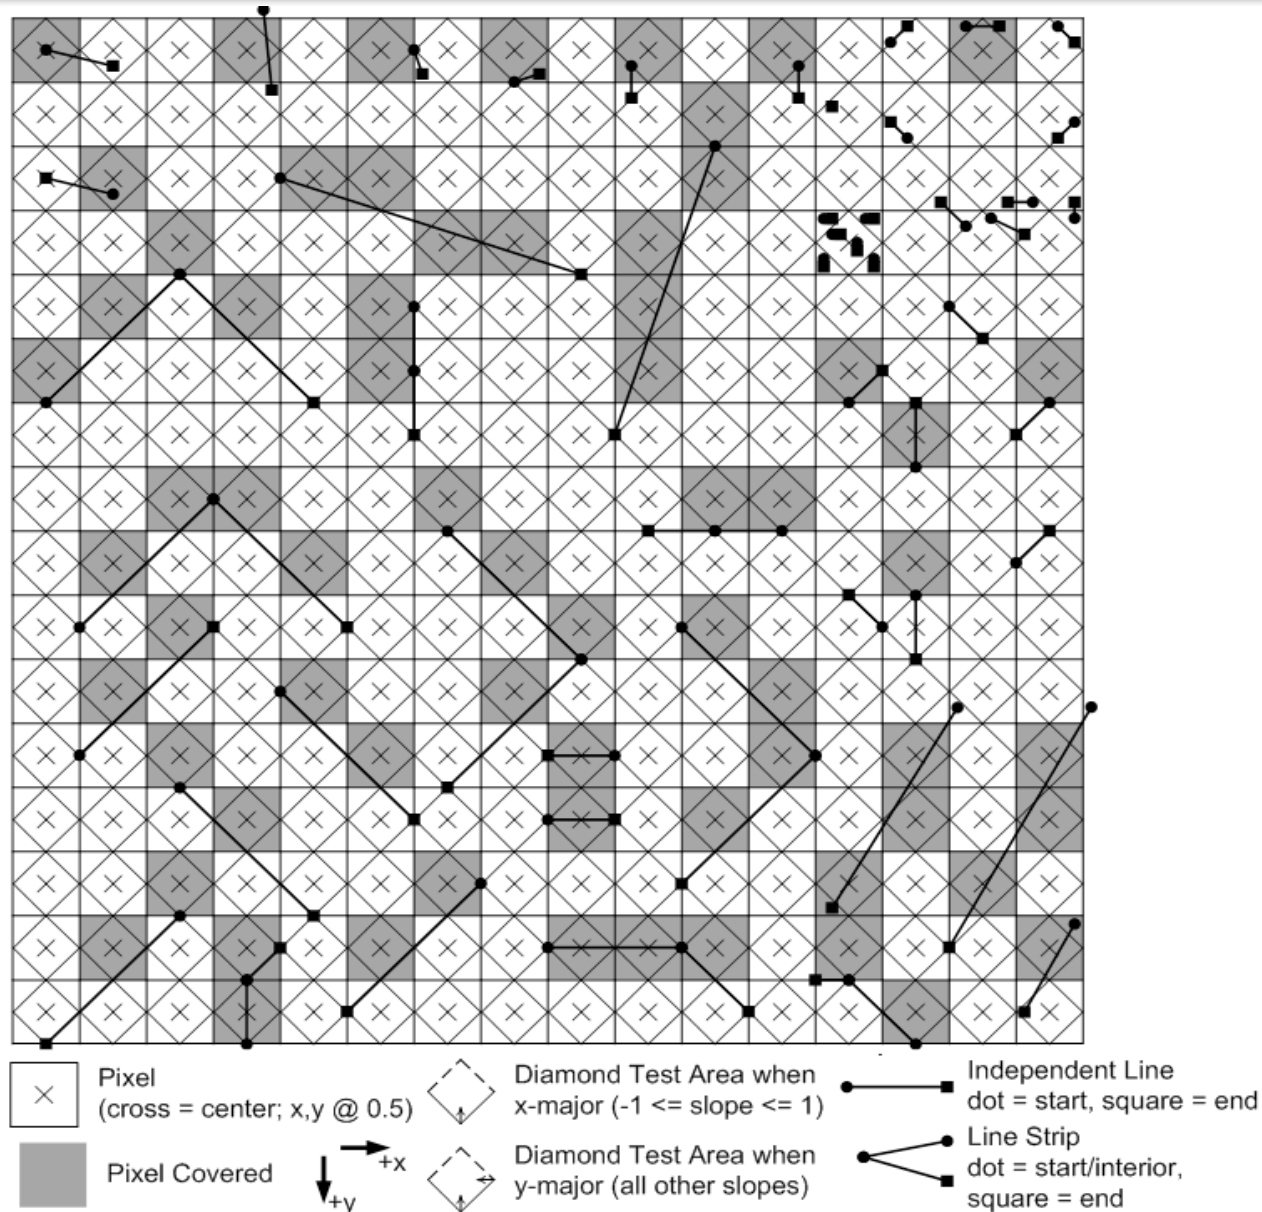 Pixel
(cross = center; x,y @ 0.5)
Pixel Covered
+x
+y
Diamond Test Area when
x-major (-1 <= slope <= 1)
Diamond Test Area when
y-major (all other slopes)
Independent Line
dot = start, square = end
Line Strip
dot = start/interior,
square = end